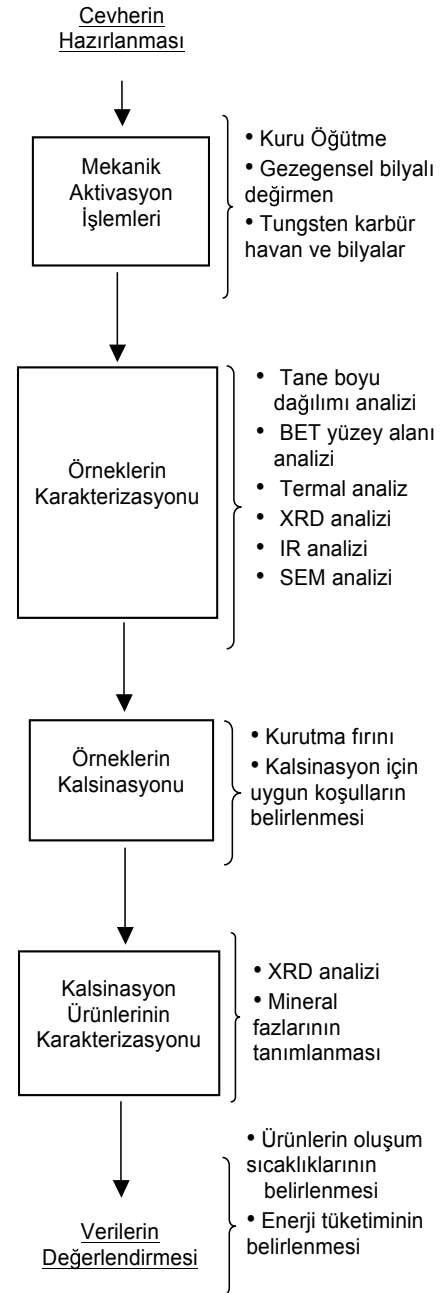 Cevherin
Hazırlanması
Mekanik
Aktivasyon
İşlemleri
• Kuru Öğütme
• Gezegensel bilyalı
değirmen
• Tungsten karbür
havan ve bilyalar
Örneklerin
Karakterizasyonu
• Tane boyu
dağılımı analizi
• BET yüzey alanı
analizi
• Termal analiz
• XRD analizi
• IR analizi
• SEM analizi
Örneklerin
Kalsinasyonu
• Kurutma fırını
• Kalsinasyon için
uygun koşulların
belirlenmesi
Kalsinasyon
Ürünlerinin
Karakterizasyonu
• XRD analizi
• Mineral
fazlarının
tanımlanması
Verilerin
Değerlendirmesi
• Ürünlerin oluşum
sıcaklıklarının
belirlenmesi
• Enerji tüketiminin
belirlenmesi